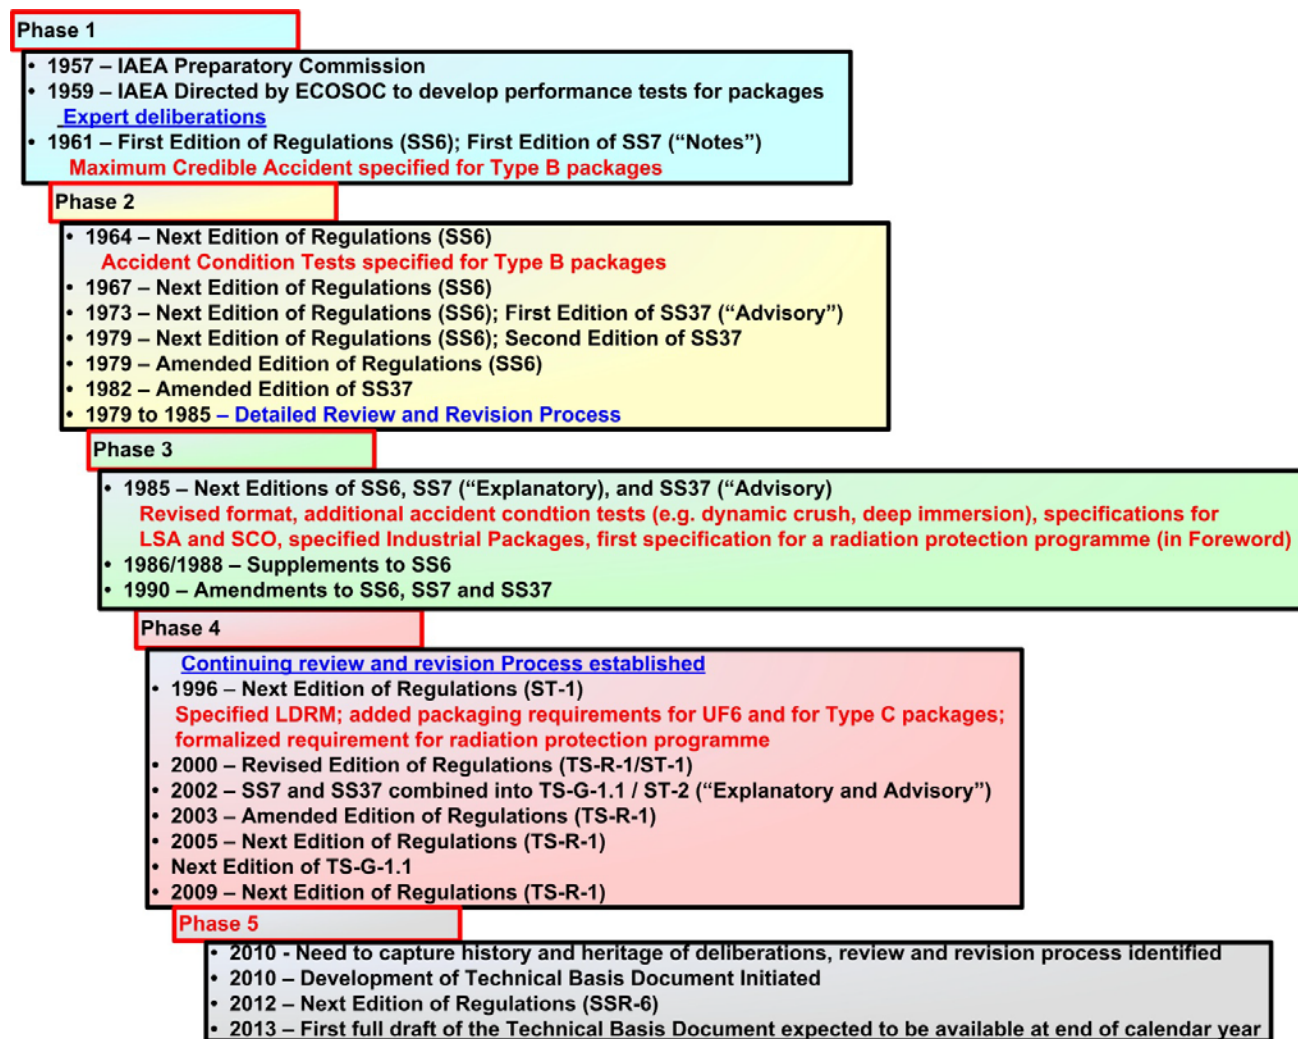 Phase 1
• 1957 – IAEA Preparatory Commission
• 1959 – IAEA Directed by ECOSOC to develop performance tests for packages
Expert deliberations
• 1961 – First Edition of Regulations (SS6); First Edition of SS7 (“Notes”)
Maximum Credible Accident specified for Type B packages
Phase 2
• 1964 – Next Edition of Regulations (SS6)
Accident Condition Tests specified for Type B packages
• 1967 – Next Edition of Regulations (SS6)
• 1973 – Next Edition of Regulations (SS6); First Edition of SS37 (“Advisory”)
• 1979 – Next Edition of Regulations (SS6); Second Edition of SS37
• 1979 – Amended Edition of Regulations (SS6)
• 1982 – Amended Edition of SS37
• 1979 to 1985 – Detailed Review and Revision Process
Phase 3
• 1985 – Next Editions of SS6, SS7 (“Explanatory), and SS37 (“Advisory)
Revised format, additional accident condtion tests (e.g. dynamic crush, deep immersion), specifications for
LSA and SCO, specified Industrial Packages, first specification for a radiation protection programme (in Foreword)
• 1986/1988 – Supplements to SS6
• 1990 – Amendments to SS6, SS7 and SS37
Phase 4
Continuing review and revision Process established
• 1996 – Next Edition of Regulations (ST-1)
Specified LDRM; added packaging requirements for UF6 and for Type C packages;
formalized requirement for radiation protection programme
• 2000 – Revised Edition of Regulations (TS-R-1/ST-1)
• 2002 – SS7 and SS37 combined into TS-G-1.1 / ST-2 (“Explanatory and Advisory”)
• 2003 – Amended Edition of Regulations (TS-R-1)
• 2005 – Next Edition of Regulations (TS-R-1)
• Next Edition of TS-G-1.1
• 2009 – Next Edition of Regulations (TS-R-1)
Phase 5
• 2010 - Need to capture history and heritage of deliberations, review and revision process identified
• 2010 – Development of Technical Basis Document Initiated
• 2012 – Next Edition of Regulations (SSR-6)
• 2013 – First full draft of the Technical Basis Document expected to be available at end of calendar year